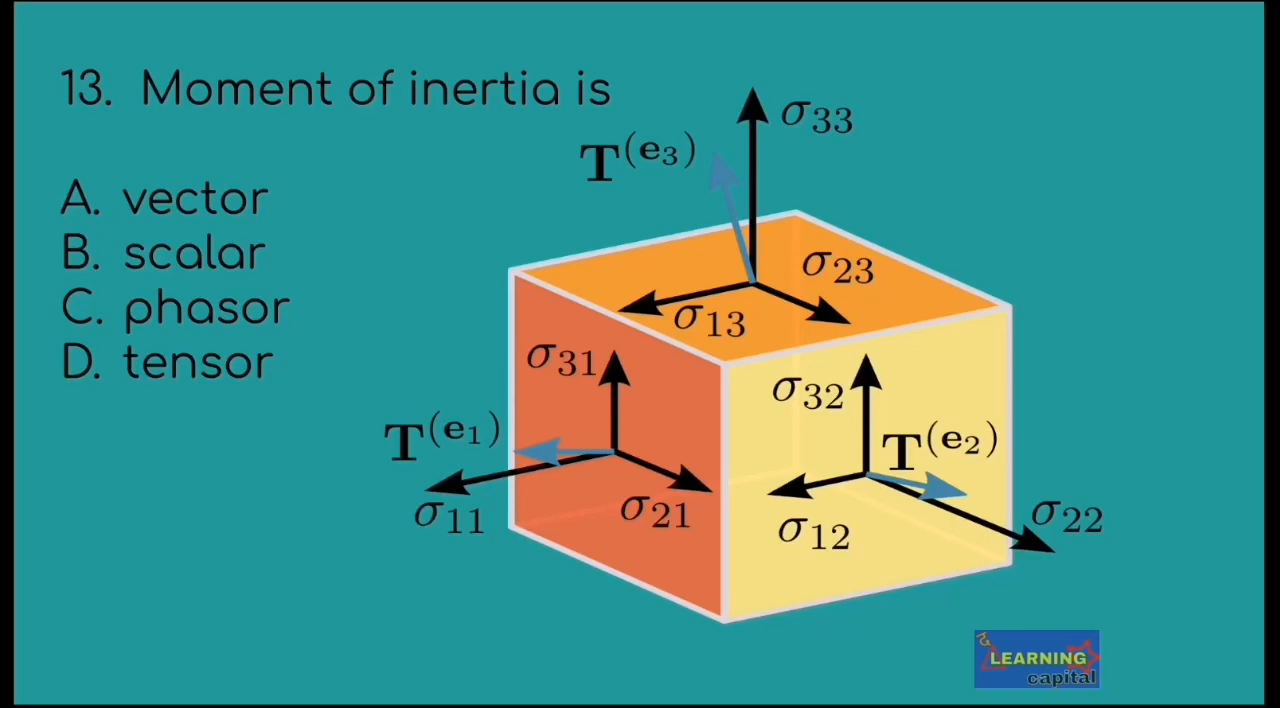 13. Moment of inertia is
A. vector
B. scalar
C. phasor
D. tensor
σ33
T(e3)
σ23
σ13
σ31
σ32
T(e1)
T(e2)
σ11
σ21
σ12
σ22
LEARNING
capital